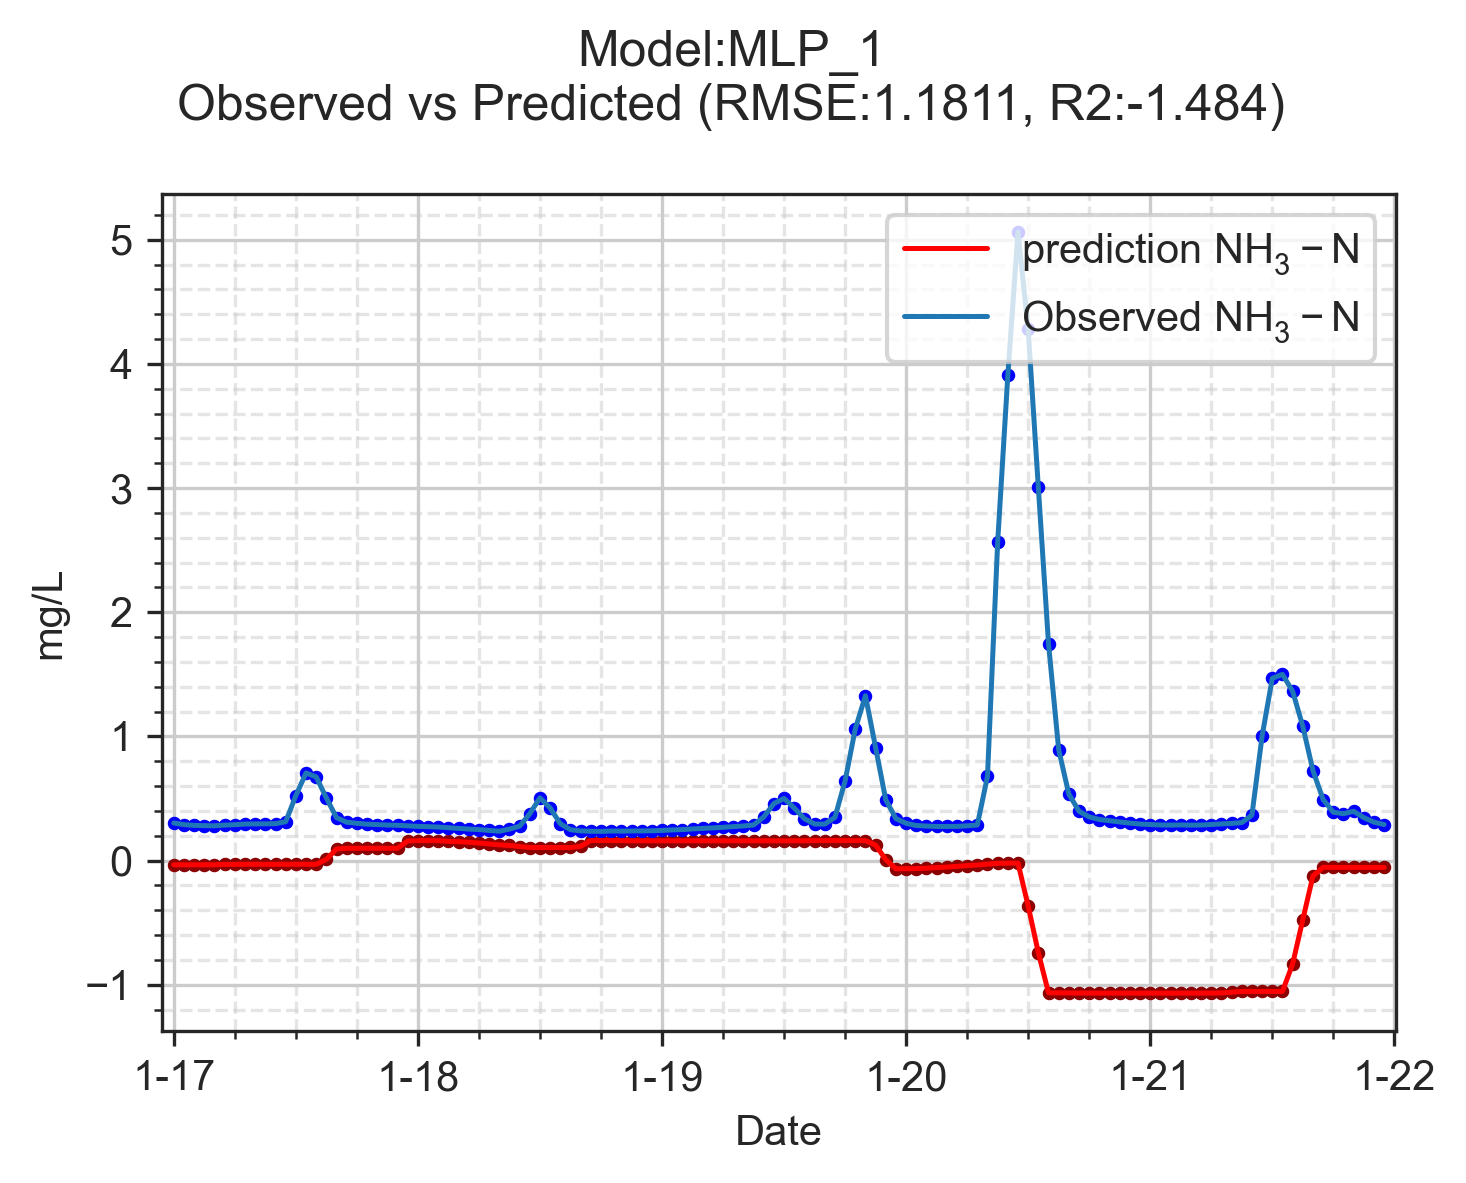 Model:MLP_1
Observed vs Predicted (RMSE:1.1811, R2:-1.484)
prediction NH₃ − N
Observed NH₃ − N
5
4
3
2
1
0
−1
mg/L
1-17 1-18 1-19 1-20 1-21 1-22
Date